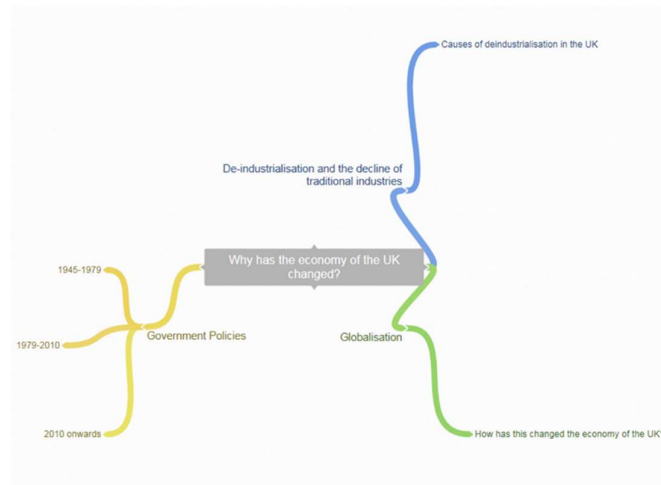 Causes of deindustrialisation in the UK
De-industrialisation and the decline of
traditional industries
Why has the economy of the UK
changed?
1945-1979
Government Policies
1979-2010
2010 onwards
Globalisation
How has this changed the economy of the UK?